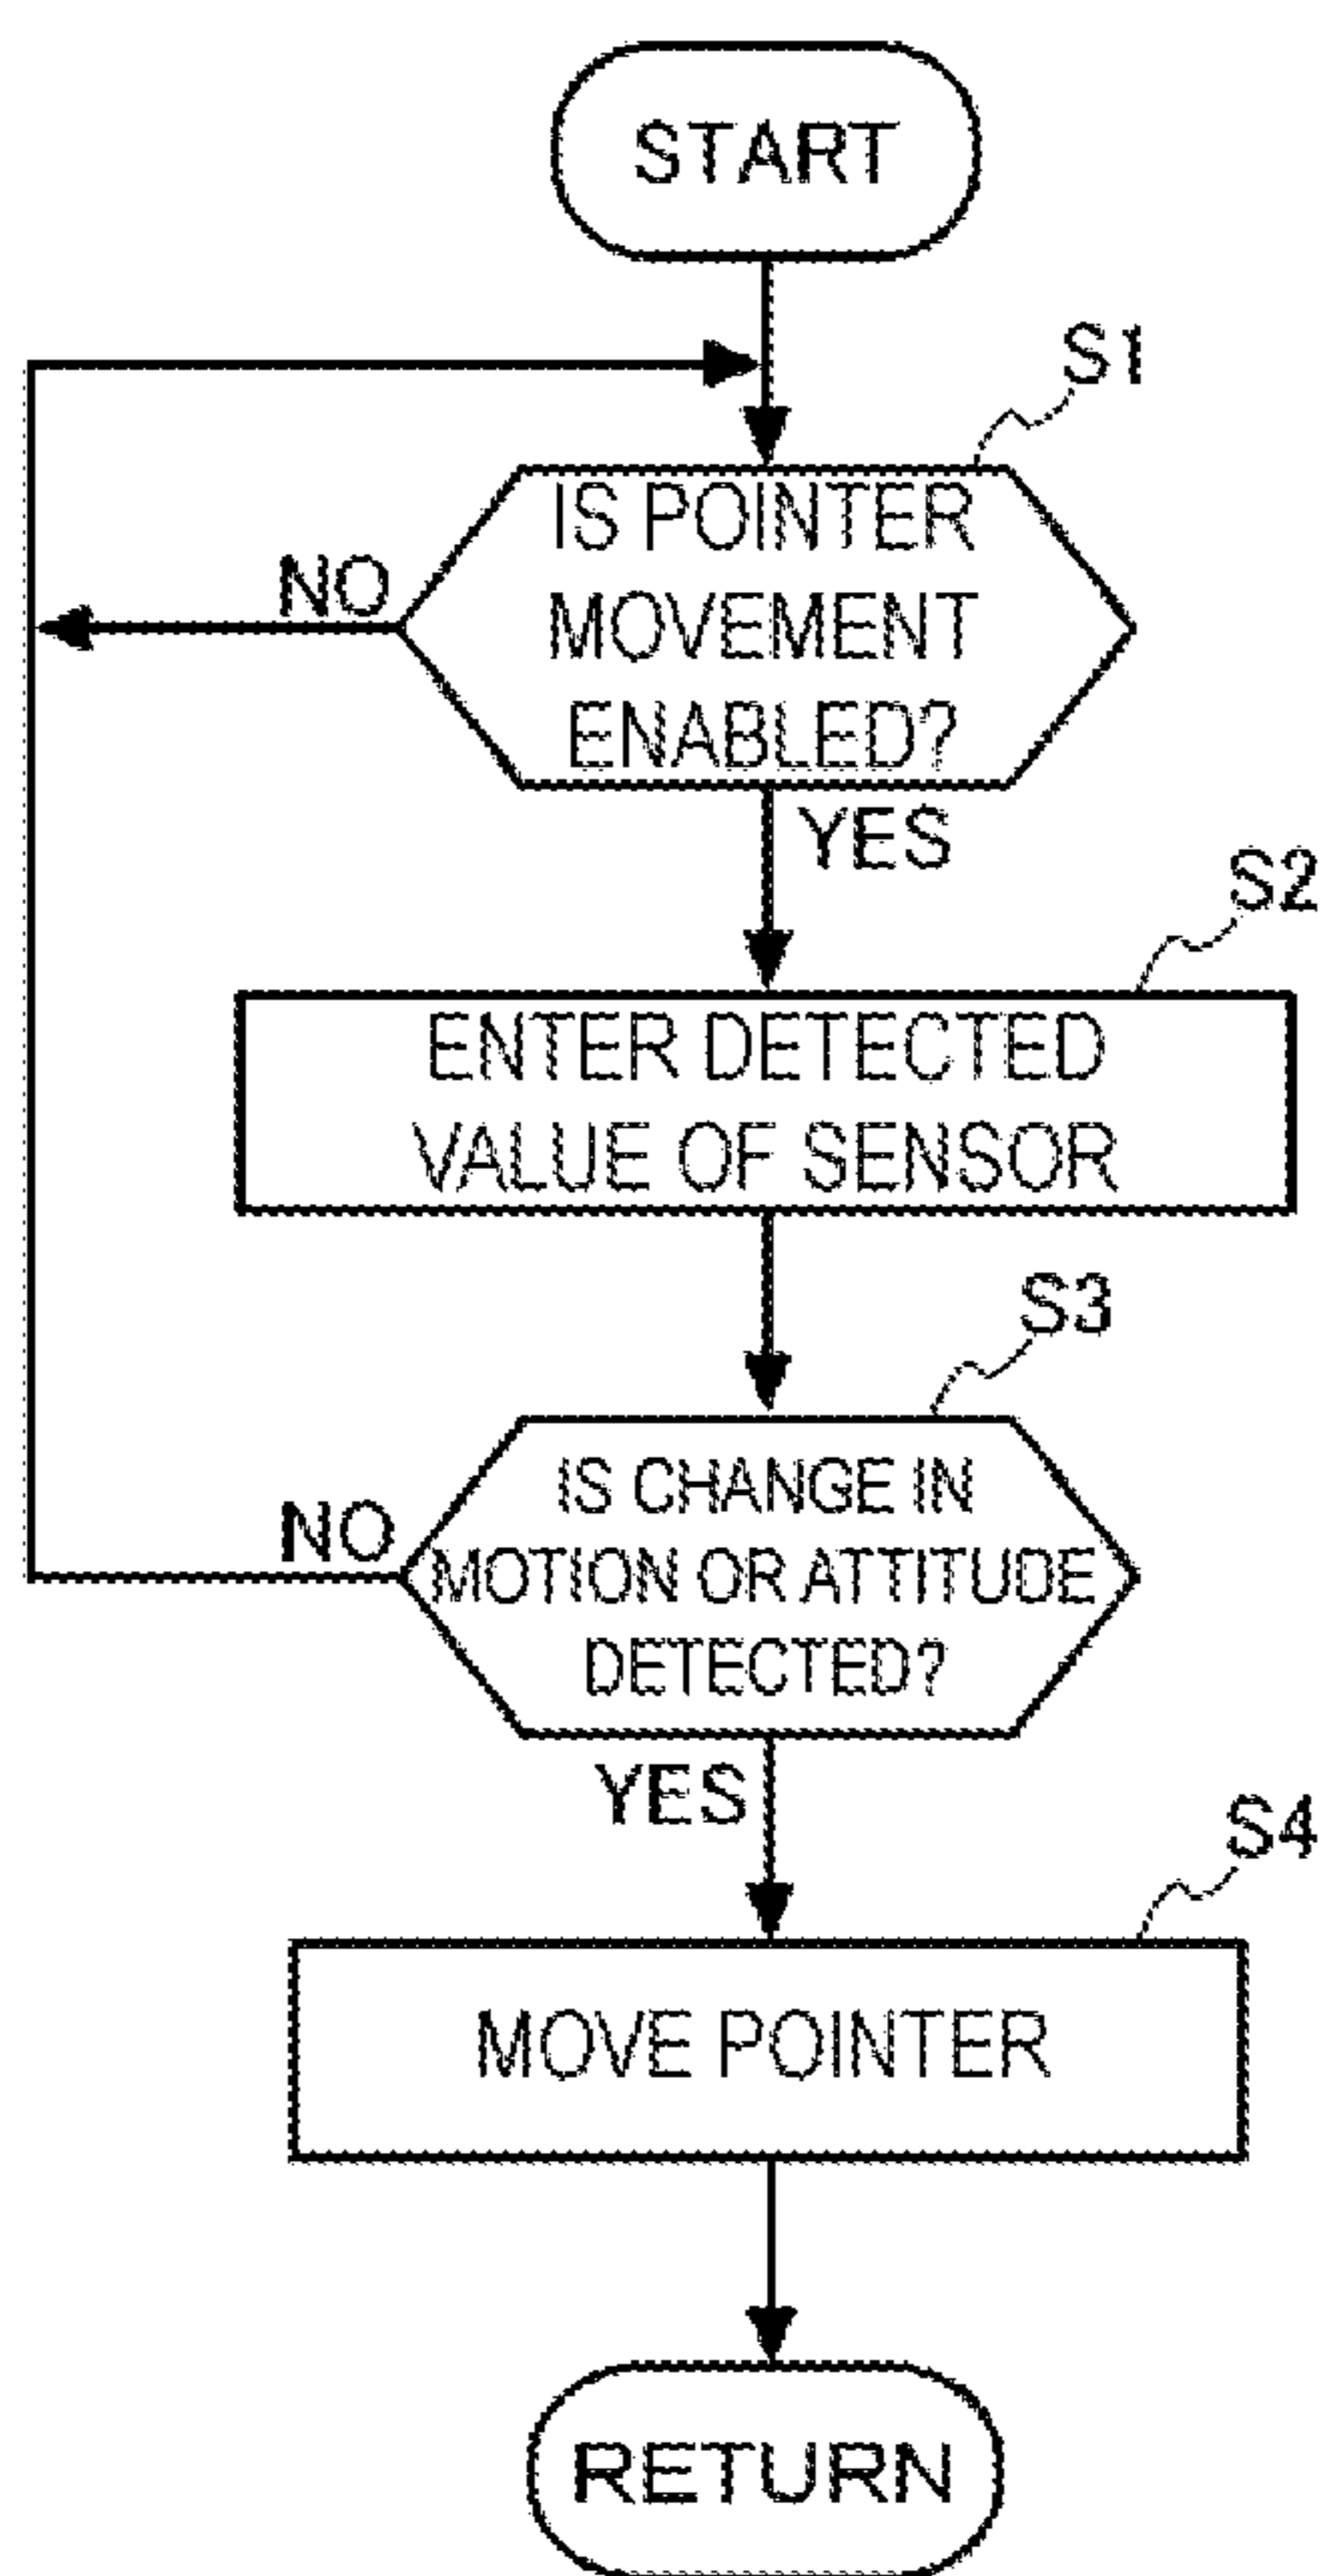 START
S1
IS POINTER
MOVEMENT
ENABLED?
NO
YES
S2
ENTER DETECTED
VALUE OF SENSOR
S3
IS CHANGE IN
MOTION OR ATTITUDE
DETECTED?
NO
YES
S4
MOVE POINTER
RETURN